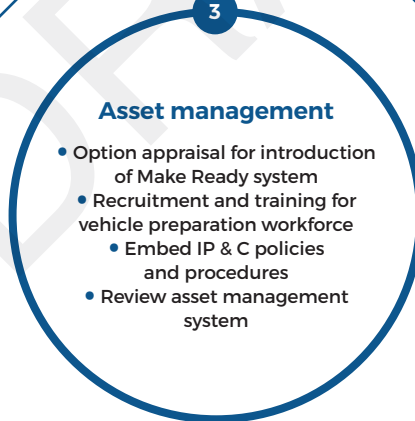 3
Asset management
• Option appraisal for introduction
of Make Ready system
• Recruitment and training for
vehicle preparation workforce
• Embed IP & C policies
and procedures
• Review asset management
system